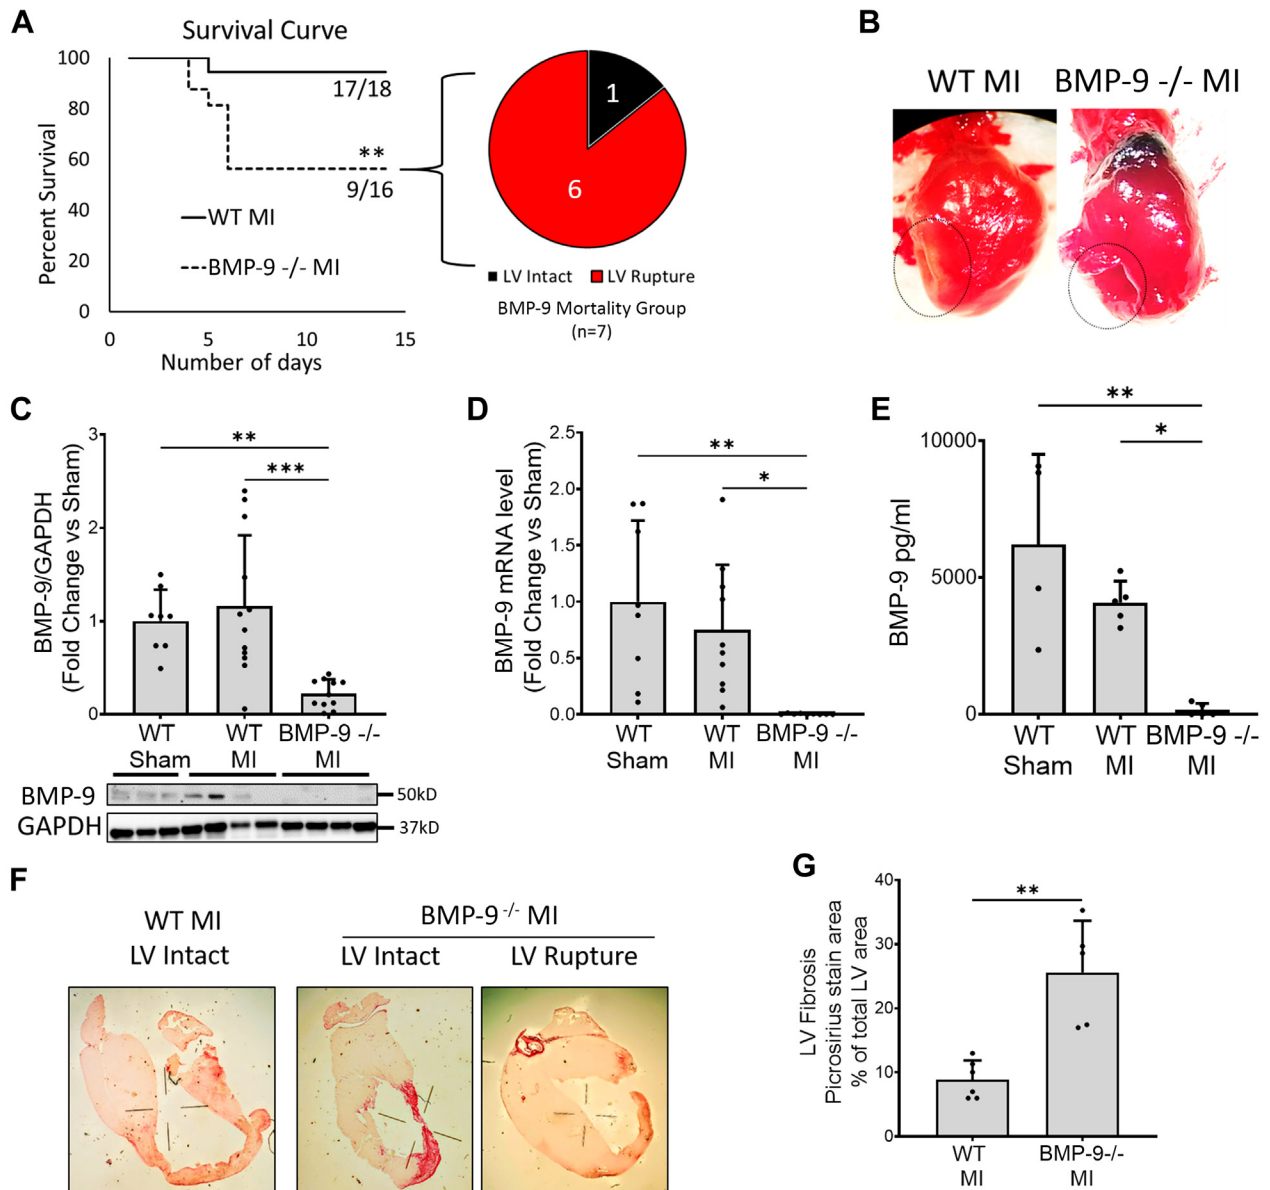 A
Survival Curve
100
80
60
40
20
0
Percent Survival
0
5
10
15
Number of days
17/18
**
9/16
WT MI
BMP-9 -/- MI
1
6
LV Intact
LV Rupture
BMP-9 Mortality Group
(n=7)
B
WT MI
BMP-9 -/- MI
C
BMP-9/GAPDH
(Fold Change vs Sham)
3
2
1
0
**
***
WT
Sham
WT
MI
BMP-9 -/-
MI
BMP-9
50kD
GAPDH
37kD
D
BMP-9 mRNA level
(Fold Change vs Sham)
2.5
2.0
1.5
1.0
0.5
0.0
**
*
WT
Sham
WT
MI
BMP-9 -/-
MI
E
BMP-9 pg/ml
10000
5000
0
**
*
WT
Sham
WT
MI
BMP-9 -/-
MI
F
WT MI
LV Intact
BMP-9 -/- MI
LV Intact
LV Rupture
G
LV Fibrosis
Picrosirius stain area
% of total LV area
40
30
20
10
0
**
WT
MI
BMP-9-/-
MI